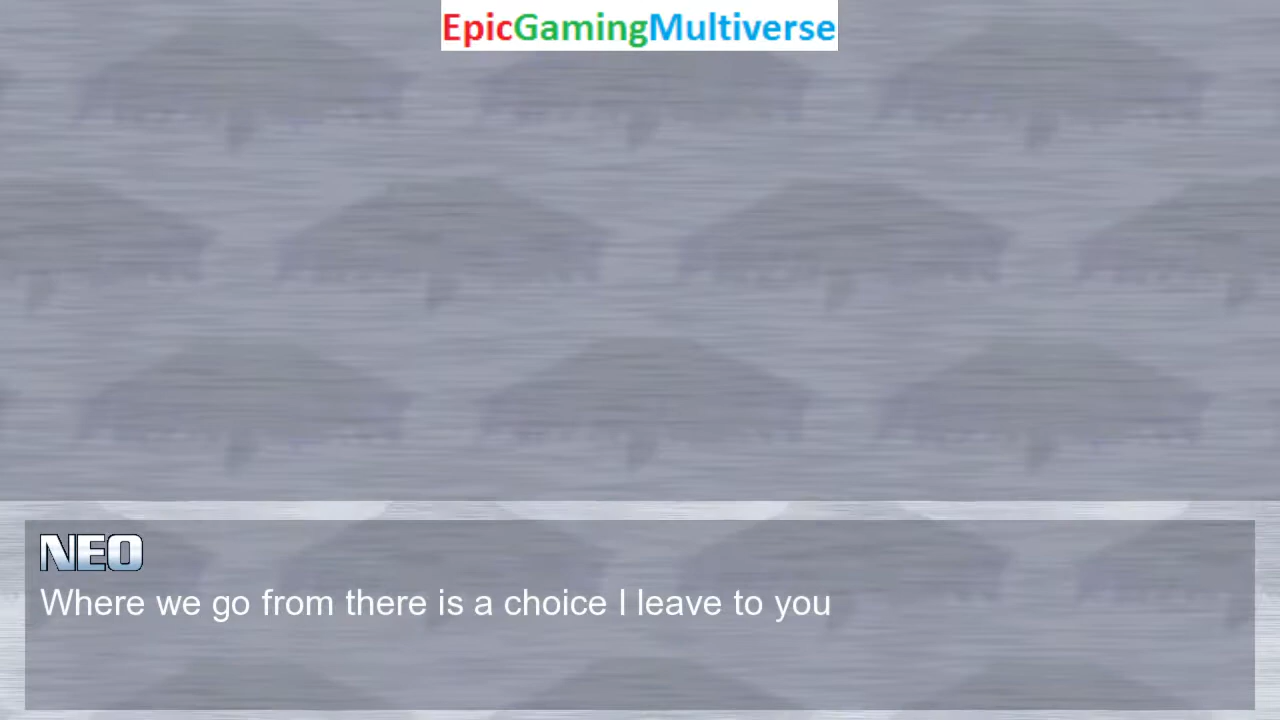 EpicGamingMultiverse
NEO
Where we go from there is a choice I leave to you